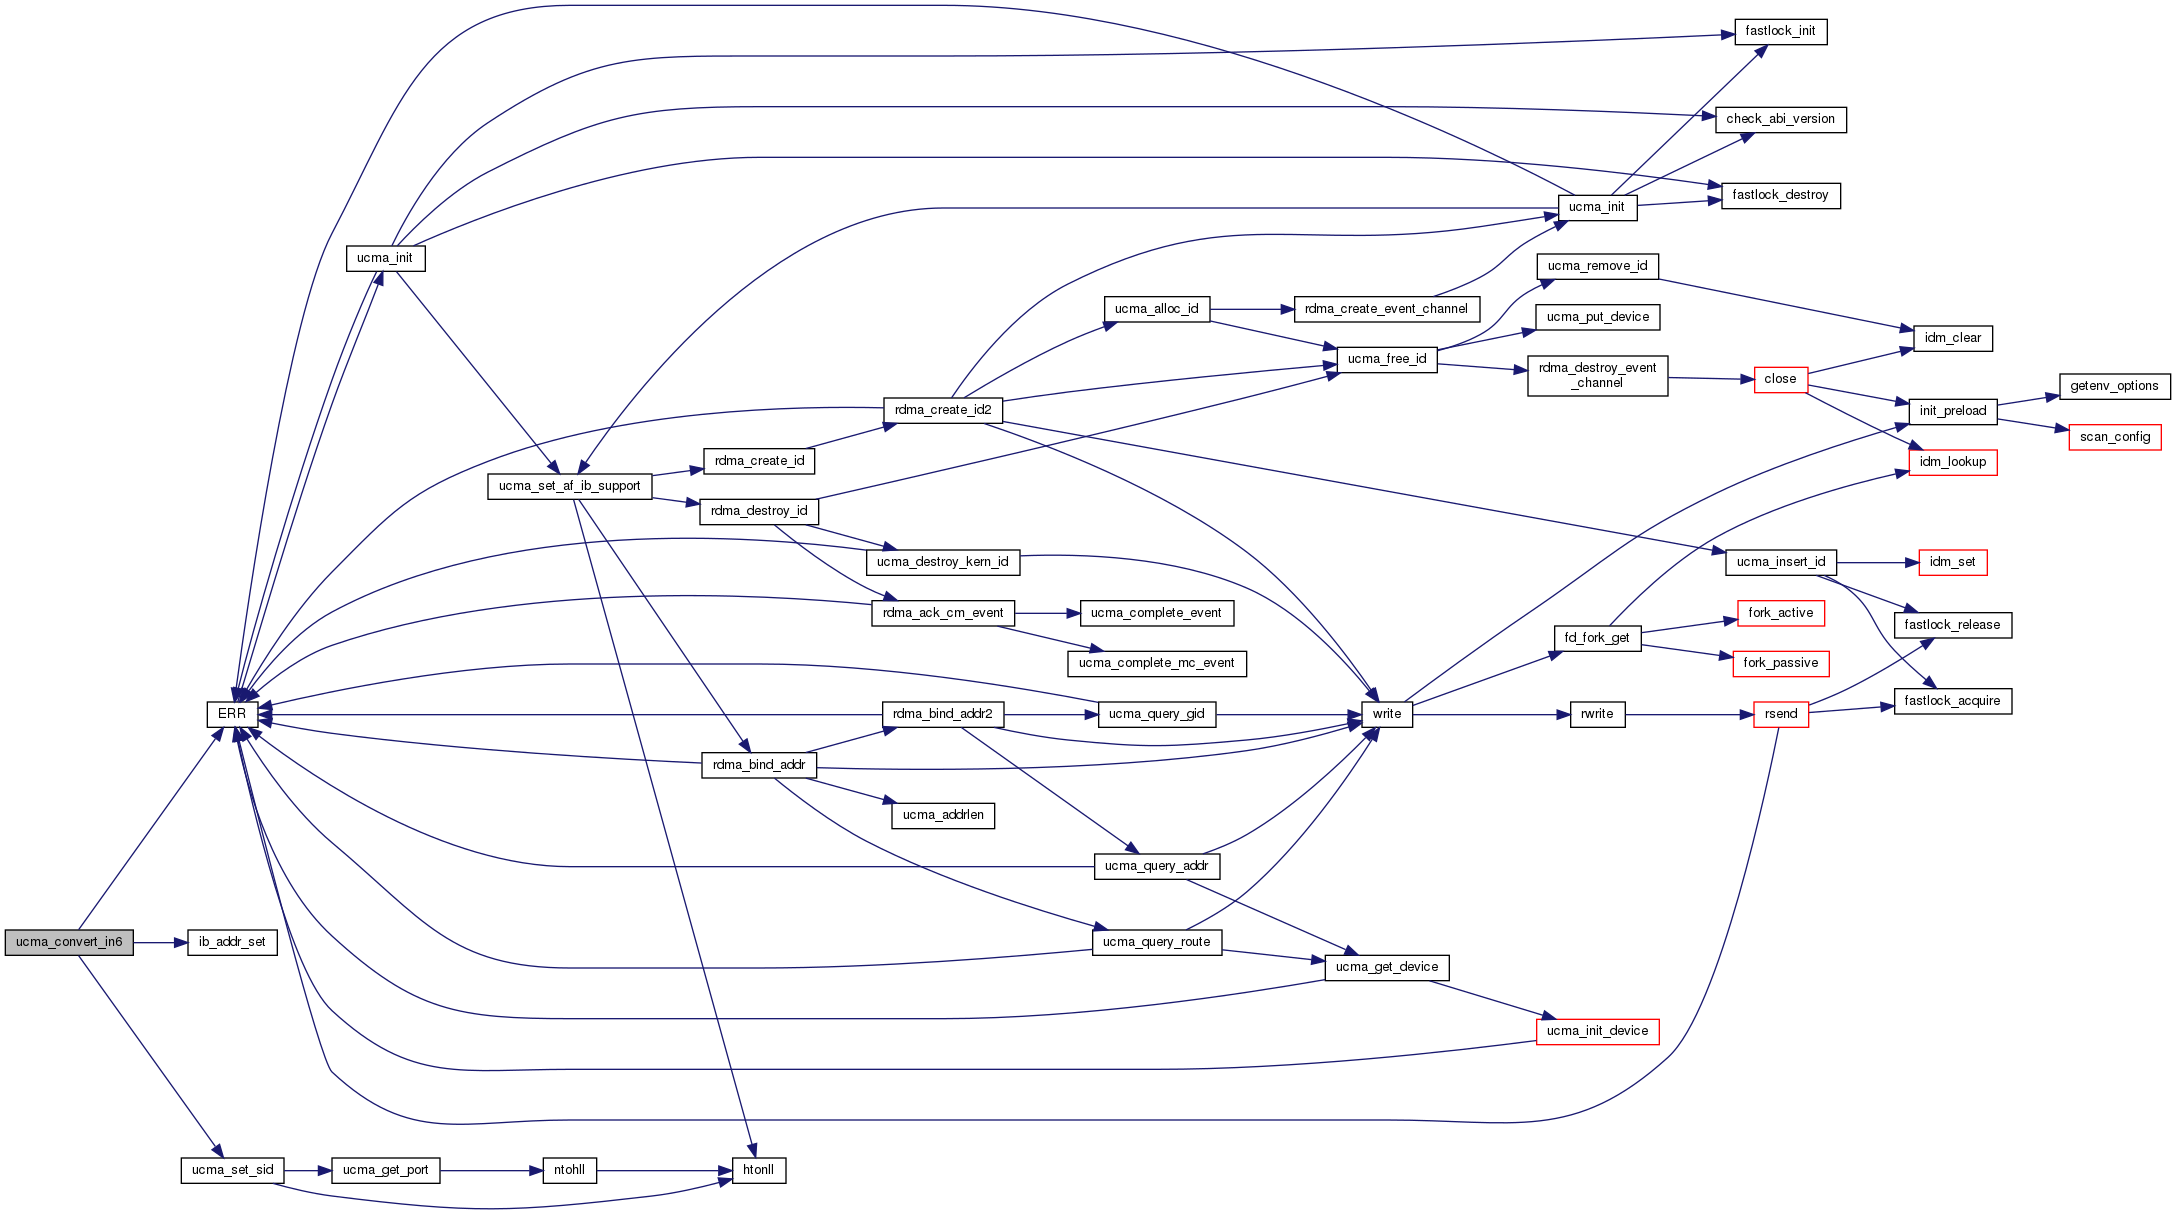 fastlock_init
check_abi_version
fastlock_destroy
ucma_init
ucma_init
ucma_remove_id
ucma_alloc_id
rdma_create_event_channel
ucma_put_device
idm_clear
ucma_free_id
rdma_destroy_event
_channel
close
getenv_options
rdma_create_id2
init_preload
scan_config
rdma_create_id
idm_lookup
ucma_set_af_ib_support
rdma_destroy_id
ucma_destroy_kern_id
ucma_insert_id
idm_set
rdma_ack_cm_event
ucma_complete_event
fork_active
fastlock_release
fd_fork_get
ucma_complete_mc_event
fork_passive
fastlock_acquire
ERR
rdma_bind_addr2
ucma_query_gid
write
rwrite
rsend
rdma_bind_addr
ucma_addrlen
ucma_query_addr
ucma_convert_in6
ib_addr_set
ucma_query_route
ucma_get_device
ucma_init_device
ucma_set_sid
ucma_get_port
ntohll
htonll